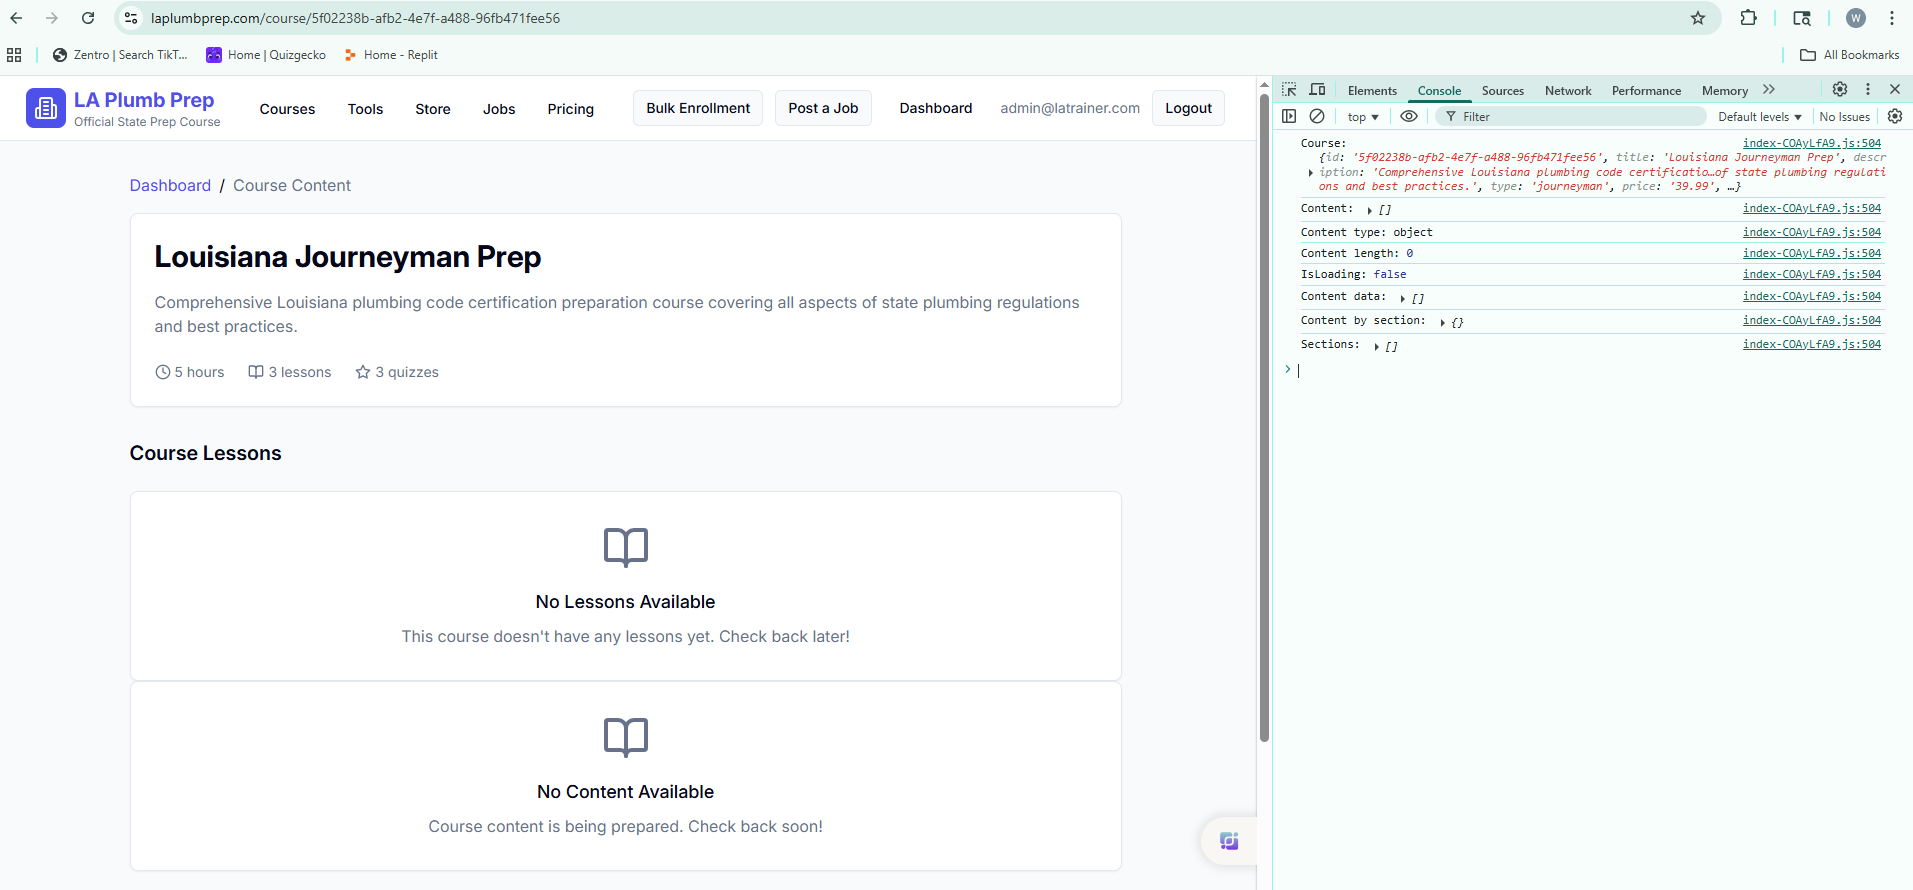 laplumbprep.com/course/5f02238b-afb2-4e7f-a488-96fb471fee56
W
Zentro | Search TikT...
Home | Quizgecko
Home - Replit
All Bookmarks
LA Plumb Prep
Official State Prep Course
Courses
Tools
Store
Jobs
Pricing
Bulk Enrollment
Post a Job
Dashboard
admin@latrainer.com
Logout
Dashboard / Course Content
Louisiana Journeyman Prep
Comprehensive Louisiana plumbing code certification preparation course covering all aspects of state plumbing regulations
and best practices.
5 hours
3 lessons
3 quizzes
Course Lessons
No Lessons Available
This course doesn't have any lessons yet. Check back later!
No Content Available
Course content is being prepared. Check back soon!
Elements
Console
Sources
Network
Performance
Memory
top
Filter
Default levels
No Issues
Course: index-COAyLfA9.js:504
{id: '5f02238b-afb2-4e7f-a488-96fb471fee56', title: 'Louisiana Journeyman Prep', descr
iption: 'Comprehensive Louisiana plumbing code certificatio…of state plumbing regulati
ons and best practices.', type: 'journeyman', price: '39.99', …}
Content: [] index-COAyLfA9.js:504
Content type: object index-COAyLfA9.js:504
Content length: 0 index-COAyLfA9.js:504
IsLoading: false index-COAyLfA9.js:504
Content data: [] index-COAyLfA9.js:504
Content by section: {} index-COAyLfA9.js:504
Sections: [] index-COAyLfA9.js:504